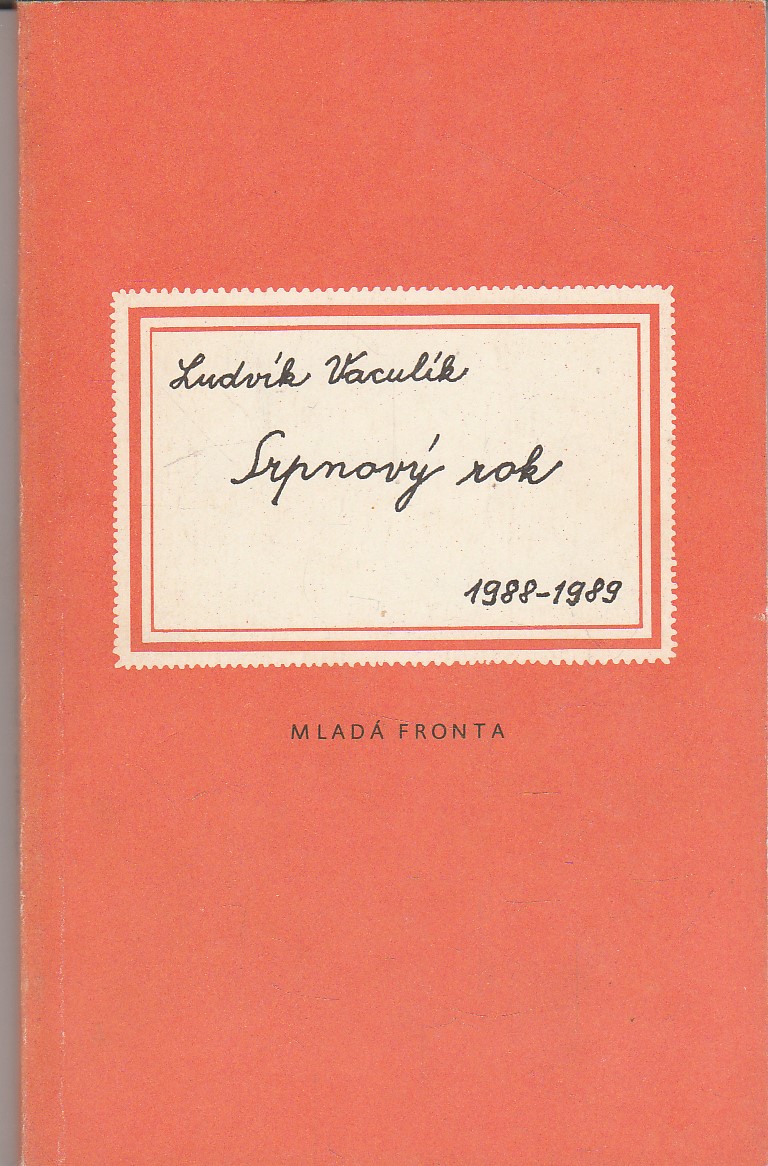 Ludvík Vaculík
Srpnový rok
1988-1989
MLADÁ FRONTA